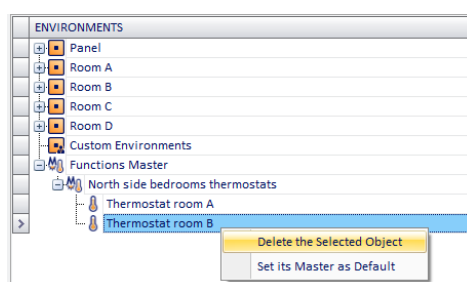 ENVIRONMENTS
Panel
Room A
Room B
Room C
Room D
Custom Environments
Functions Master
North side bedrooms thermostats
Thermostat room A
Thermostat room B
Delete the Selected Object
Set its Master as Default